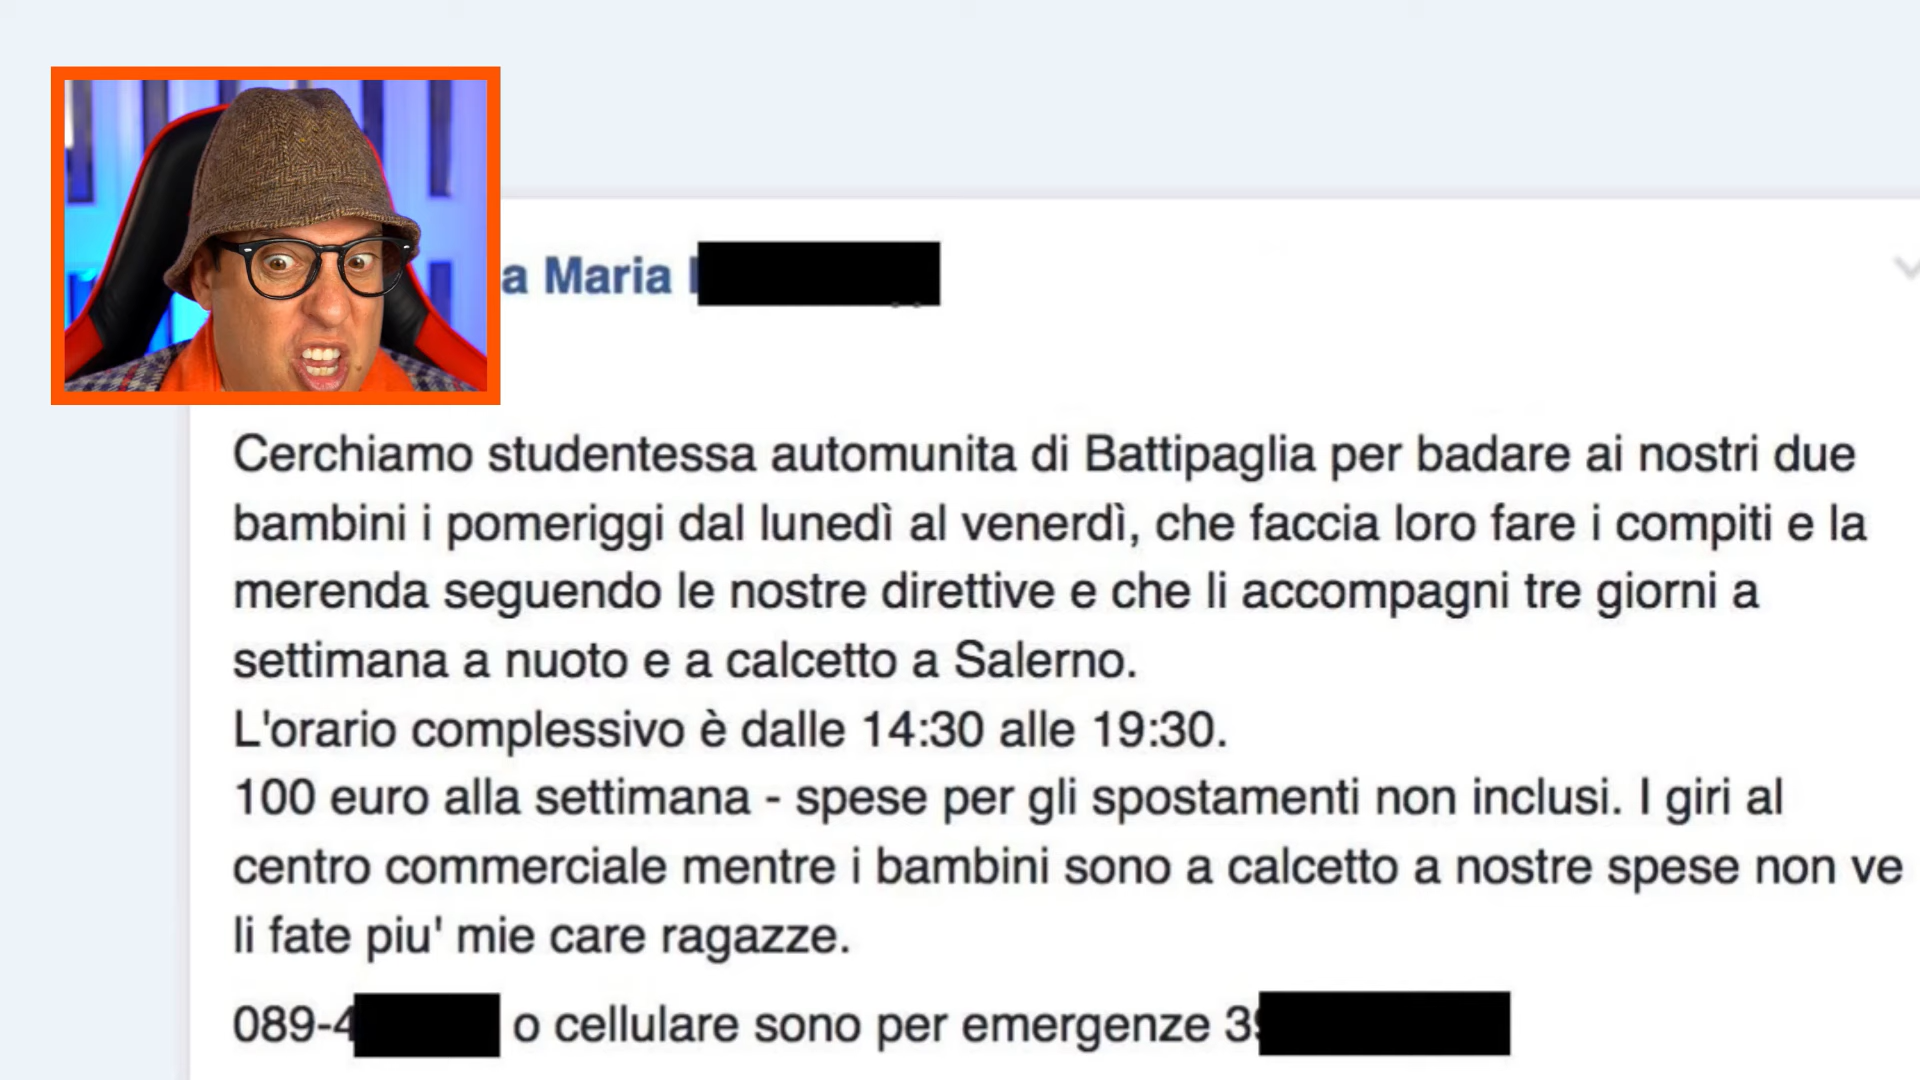 a Maria
Cerchiamo studentessa automunita di Battipaglia per badare ai nostri due
bambini i pomeriggi dal lunedì al venerdì, che faccia loro fare i compiti e la
merenda seguendo le nostre direttive e che li accompagni tre giorni a
settimana a nuoto e a calcetto a Salerno.
L'orario complessivo è dalle 14:30 alle 19:30.
100 euro alla settimana - spese per gli spostamenti non inclusi. I giri al
centro commerciale mentre i bambini sono a calcetto a nostre spese non ve
li fate piu' mie care ragazze.
089-4 o cellulare sono per emergenze 39